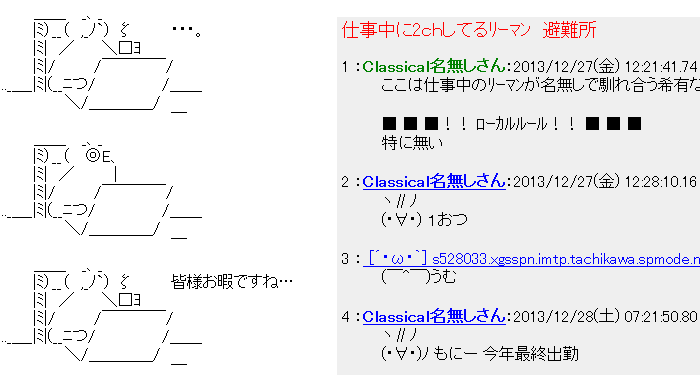 ・・・。
皆様お暇ですね…
仕事中に2chしてるﾘｰﾏﾝ 避難所
1 ：Classical名無しさん：2013/12/27(金) 12:21:41.74
ここは仕事中のﾘｰﾏﾝが名無しで馴れ合う希有な
■ ■ ■！！ ﾛｰｶﾙﾙｰﾙ！！ ■ ■ ■
特に無い
2 ：Classical名無しさん：2013/12/27(金) 12:28:10.16
ヽ//ﾉ
(・∀・) 1おつ
3 ：［´・ω・｀］s528033.xgsspn.imtp.tachikawa.spmode.n
(￣^￣)うむ
4 ：Classical名無しさん：2013/12/28(土) 07:21:50.80
ヽ//ﾉ
(・∀・)ﾉ もにー 今年最終出勤